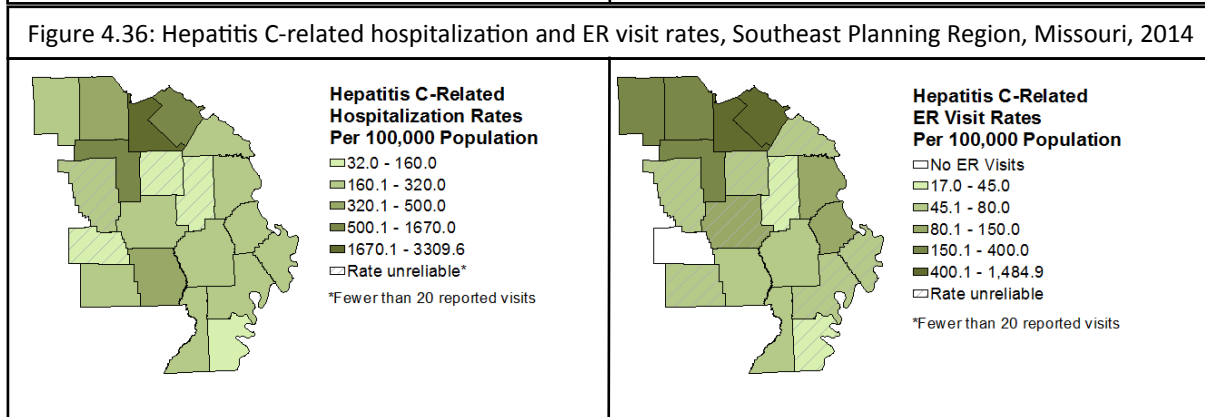 Figure 4.36: Hepatitis C-related hospitalization and ER visit rates, Southeast Planning Region, Missouri, 2014
Hepatitis C-Related
Hospitalization Rates
Per 100,000 Population
32.0 - 160.0
160.1 - 320.0
320.1 - 500.0
500.1 - 1670.0
1670.1 - 3309.6
Rate unreliable*
*Fewer than 20 reported visits
Hepatitis C-Related
ER Visit Rates
Per 100,000 Population
No ER Visits
17.0 - 45.0
45.1 - 80.0
80.1 - 150.0
150.1 - 400.0
400.1 - 1,484.9
Rate unreliable
*Fewer than 20 reported visits